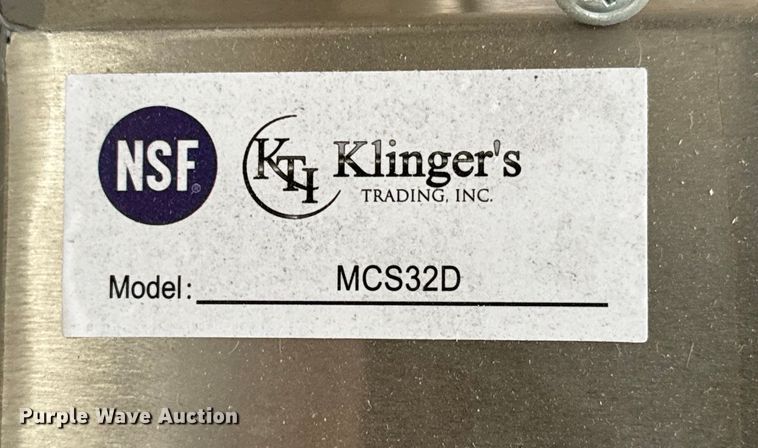 NSF®
KTI Klinger's
TRADING, INC.
Model: MCS32D
Purple Wave Auction